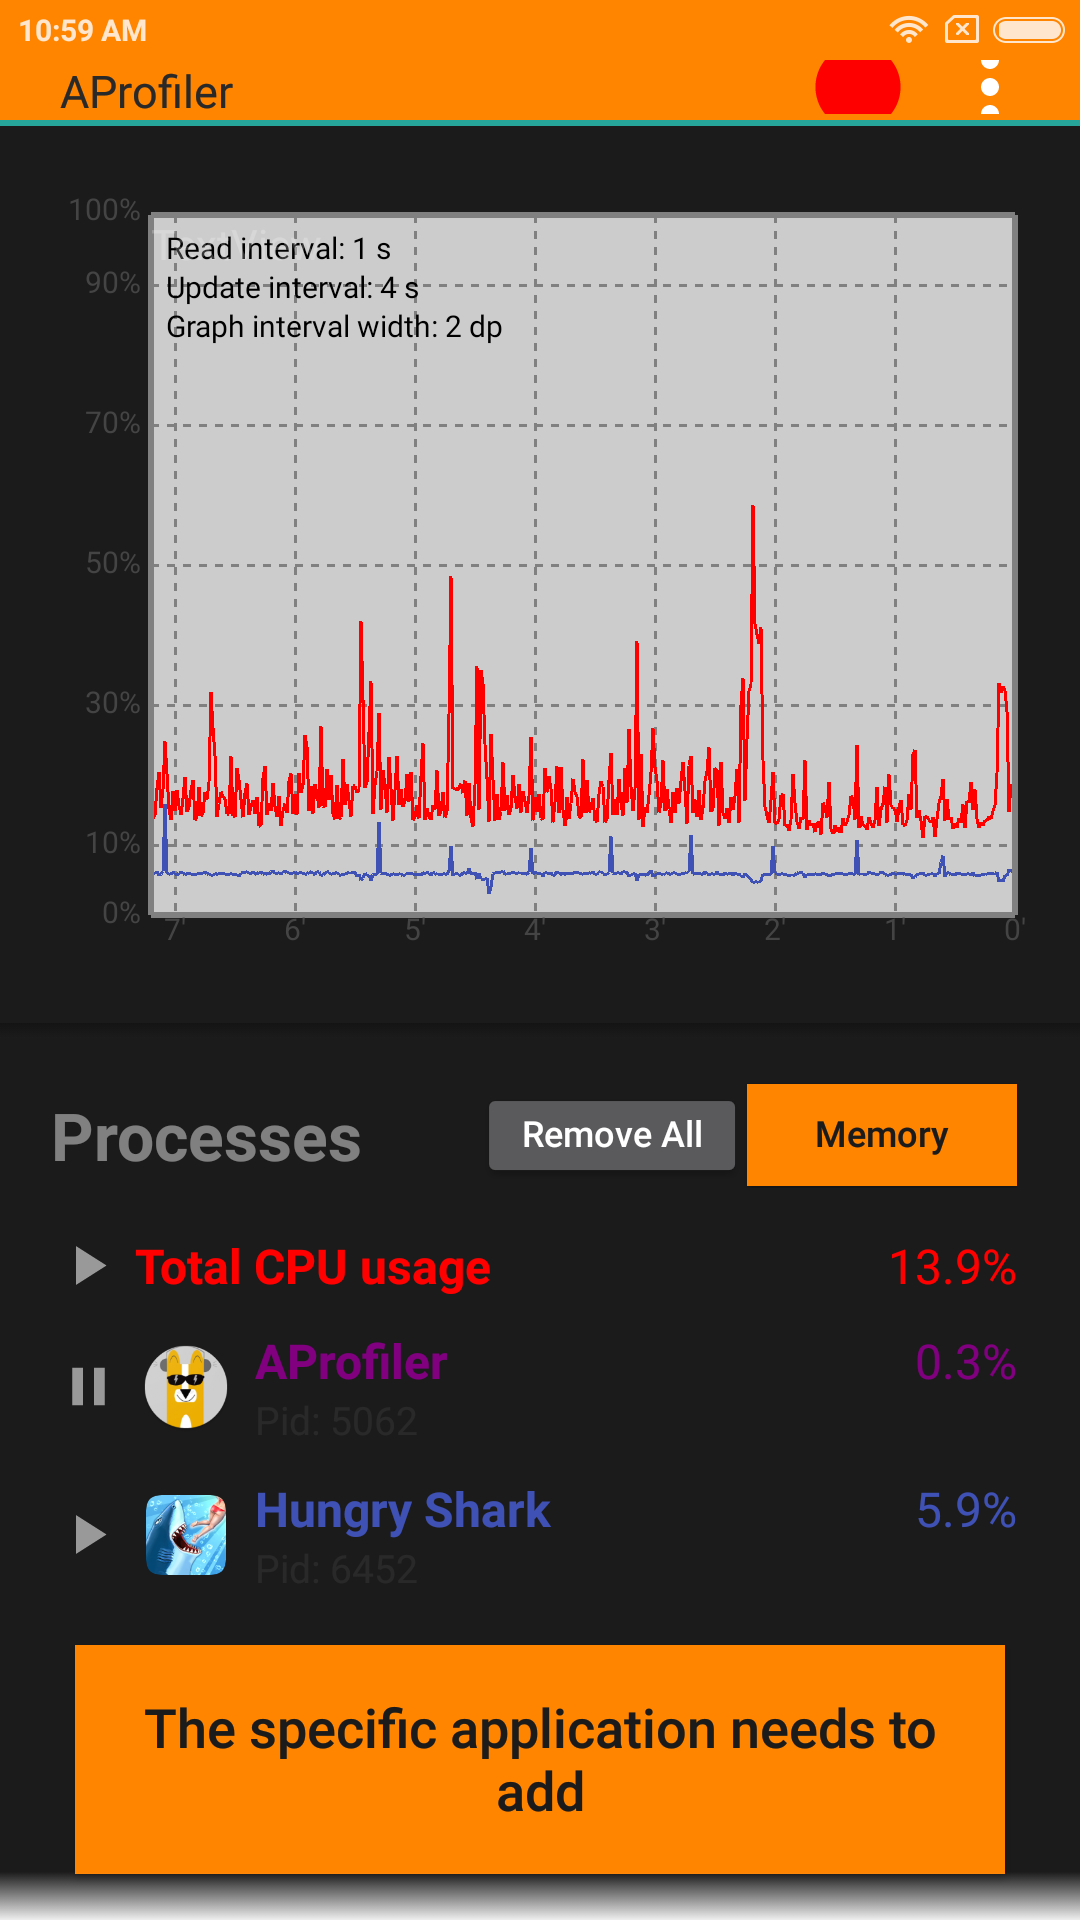 10:59 AM
AProfiler
100%
TextView
Read interval: 1 s
90%
Update interval: 4 s
Graph interval width: 2 dp
70%
50%
30%
10%
0%
7' 6' 5' 4' 3' 2' 1' 0'
Processes
Remove All
Memory
Total CPU usage 13.9%
AProfiler 0.3%
Pid: 5062
Hungry Shark 5.9%
Pid: 6452
The specific application needs to
add